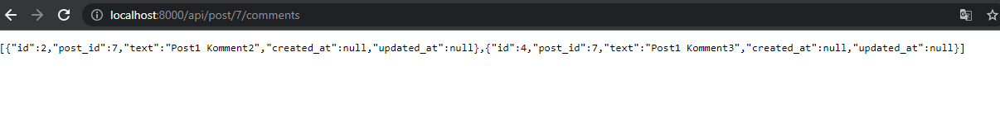 localhost:8000/api/post/7/comments
[{"id":2,"post_id":7,"text":"Post1 Komment2","created_at":null,"updated_at":null},{"id":4,"post_id":7,"text":"Post1 Komment3","created_at":null,"updated_at":null}]